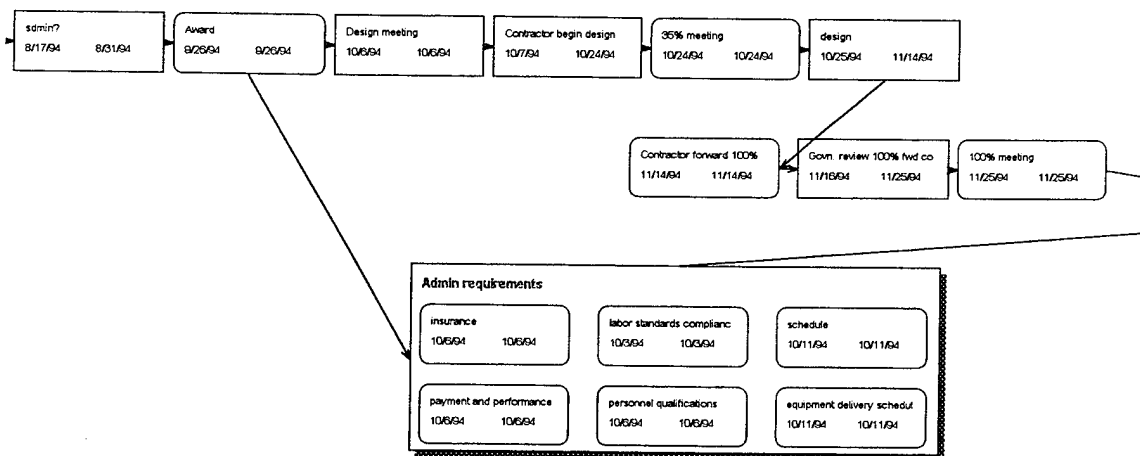 sdmin?
8/17/94 8/31/94
Award
9/26/94 9/26/94
Design meeting
10/6/94 10/6/94
Contractor begin design
10/7/94 10/24/94
35% meeting
10/24/94 10/24/94
design
10/25/94 11/14/94
Contractor forward 100%
11/14/94 11/14/94
Govn. review 100% fwd co
11/16/94 11/25/94
100% meeting
11/25/94 11/25/94
Admin requirements
insurance
10/6/94 10/6/94
labor standards complianc
10/3/94 10/3/94
schedule
10/11/94 10/11/94
payment and performance
10/6/94 10/6/94
personnel qualifications
10/6/94 10/6/94
equipment delivery schedul
10/11/94 10/11/94